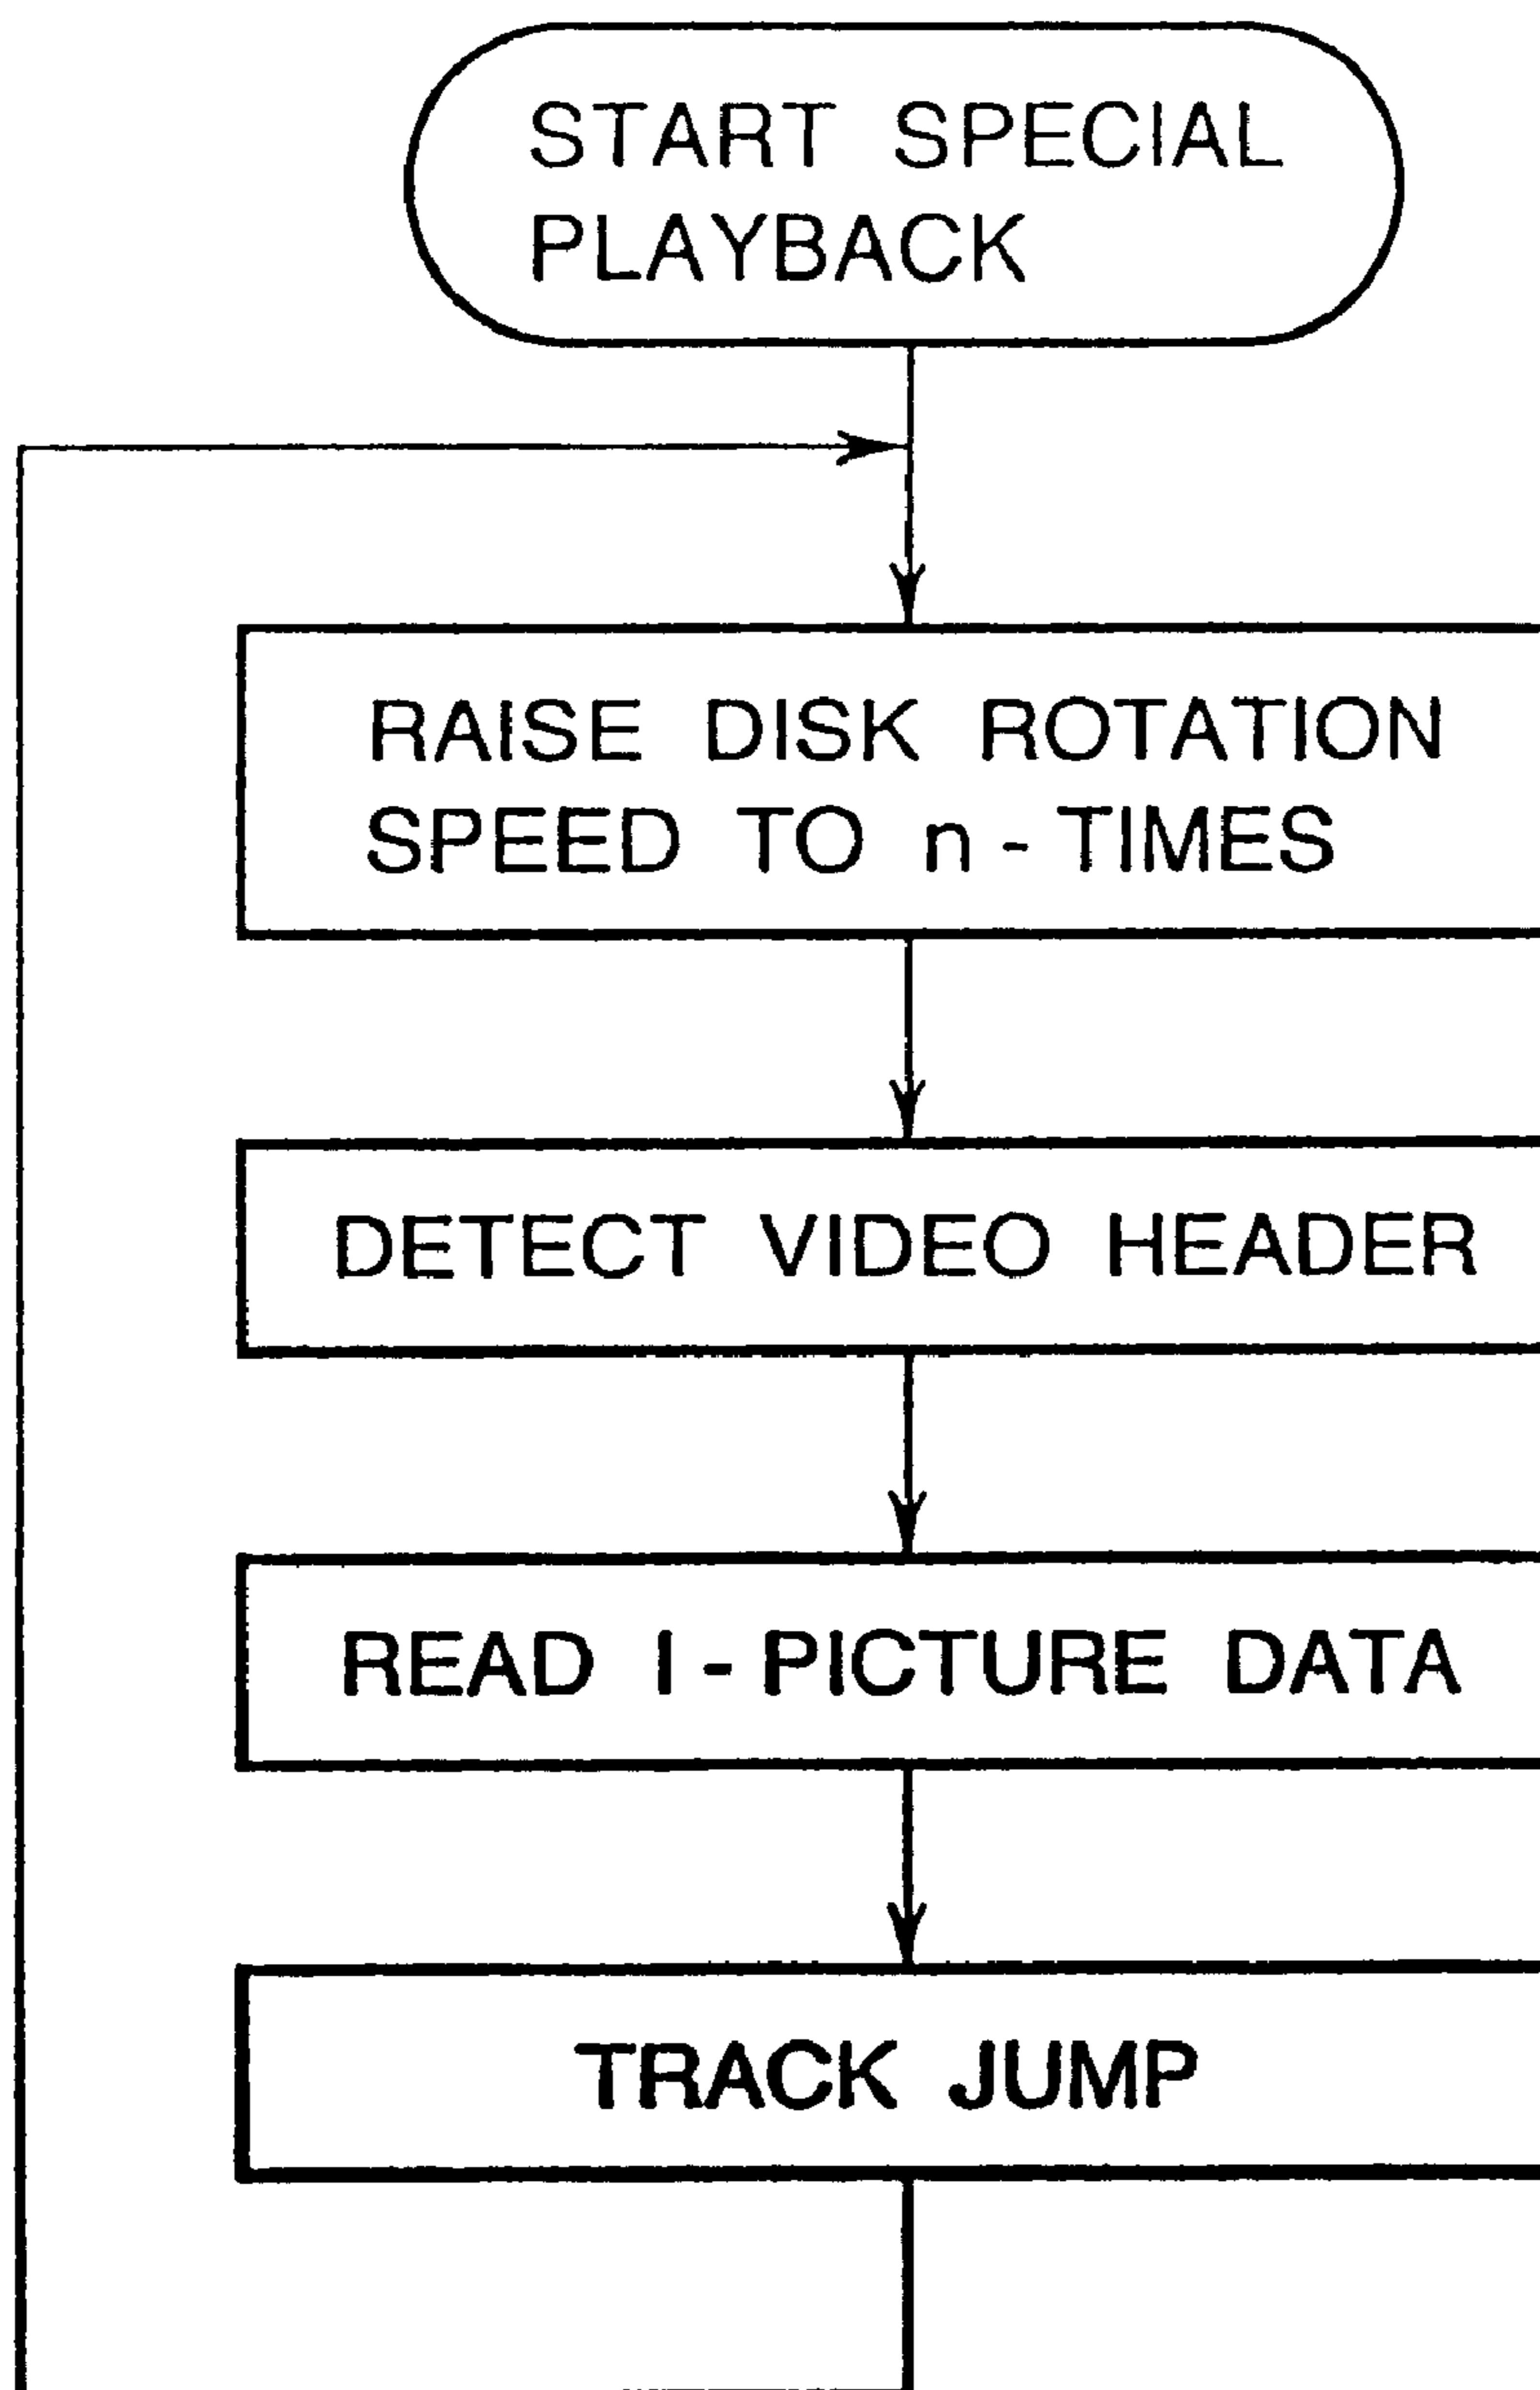 START SPECIAL
PLAYBACK
RAISE DISK ROTATION
SPEED TO n-TIMES
DETECT VIDEO HEADER
READ I-PICTURE DATA
TRACK JUMP